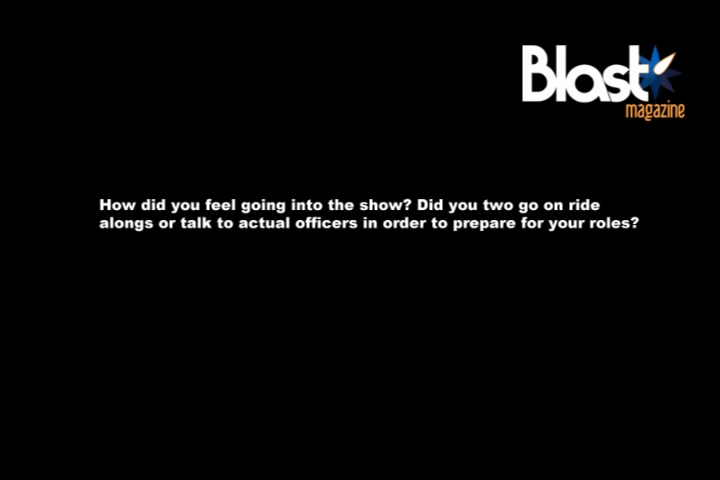 Blast
magazine
How did you feel going into the show? Did you two go on ride
alongs or talk to actual officers in order to prepare for your roles?